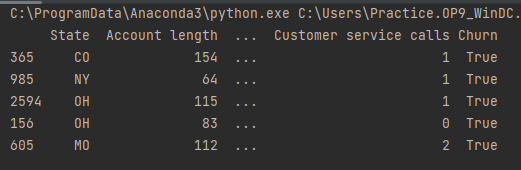 C:\ProgramData\Anaconda3\python.exe C:\Users\Practice.OP9_WinDC.
State Account length ... Customer service calls Churn
365 CO 154 ... 1 True
985 NY 64 ... 1 True
2594 OH 115 ... 1 True
156 OH 83 ... 0 True
605 MO 112 ... 2 True